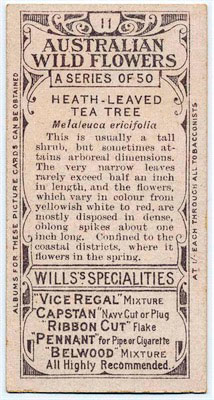 11
AUSTRALIAN
WILD FLOWERS
A SERIES OF 50
HEATH-LEAVED
TEA TREE
Melaleuca ericifolia
This is usually a tall
shrub, but sometimes at-
tains arboreal dimensions.
The very narrow leaves
rarely exceed half an inch
in length, and the flowers,
which vary in colour from
yellowish white to red, are
mostly disposed in dense,
oblong spikes about one
inch long. Confined to the
coastal districts, where it
flowers in the spring.
WILLS'S SPECIALITIES
"VICE REGAL" MIXTURE
"CAPSTAN" NAVY CUT OR PLUG
"RIBBON CUT" Flake
"PENNANT" for Pipe or Cigarette
"BELWOOD" MIXTURE
All Highly Recommended.
ALBUMS FOR THESE PICTURE CARDS CAN BE OBTAINED
AT EACH THROUGH ALL TOBACCONISTS